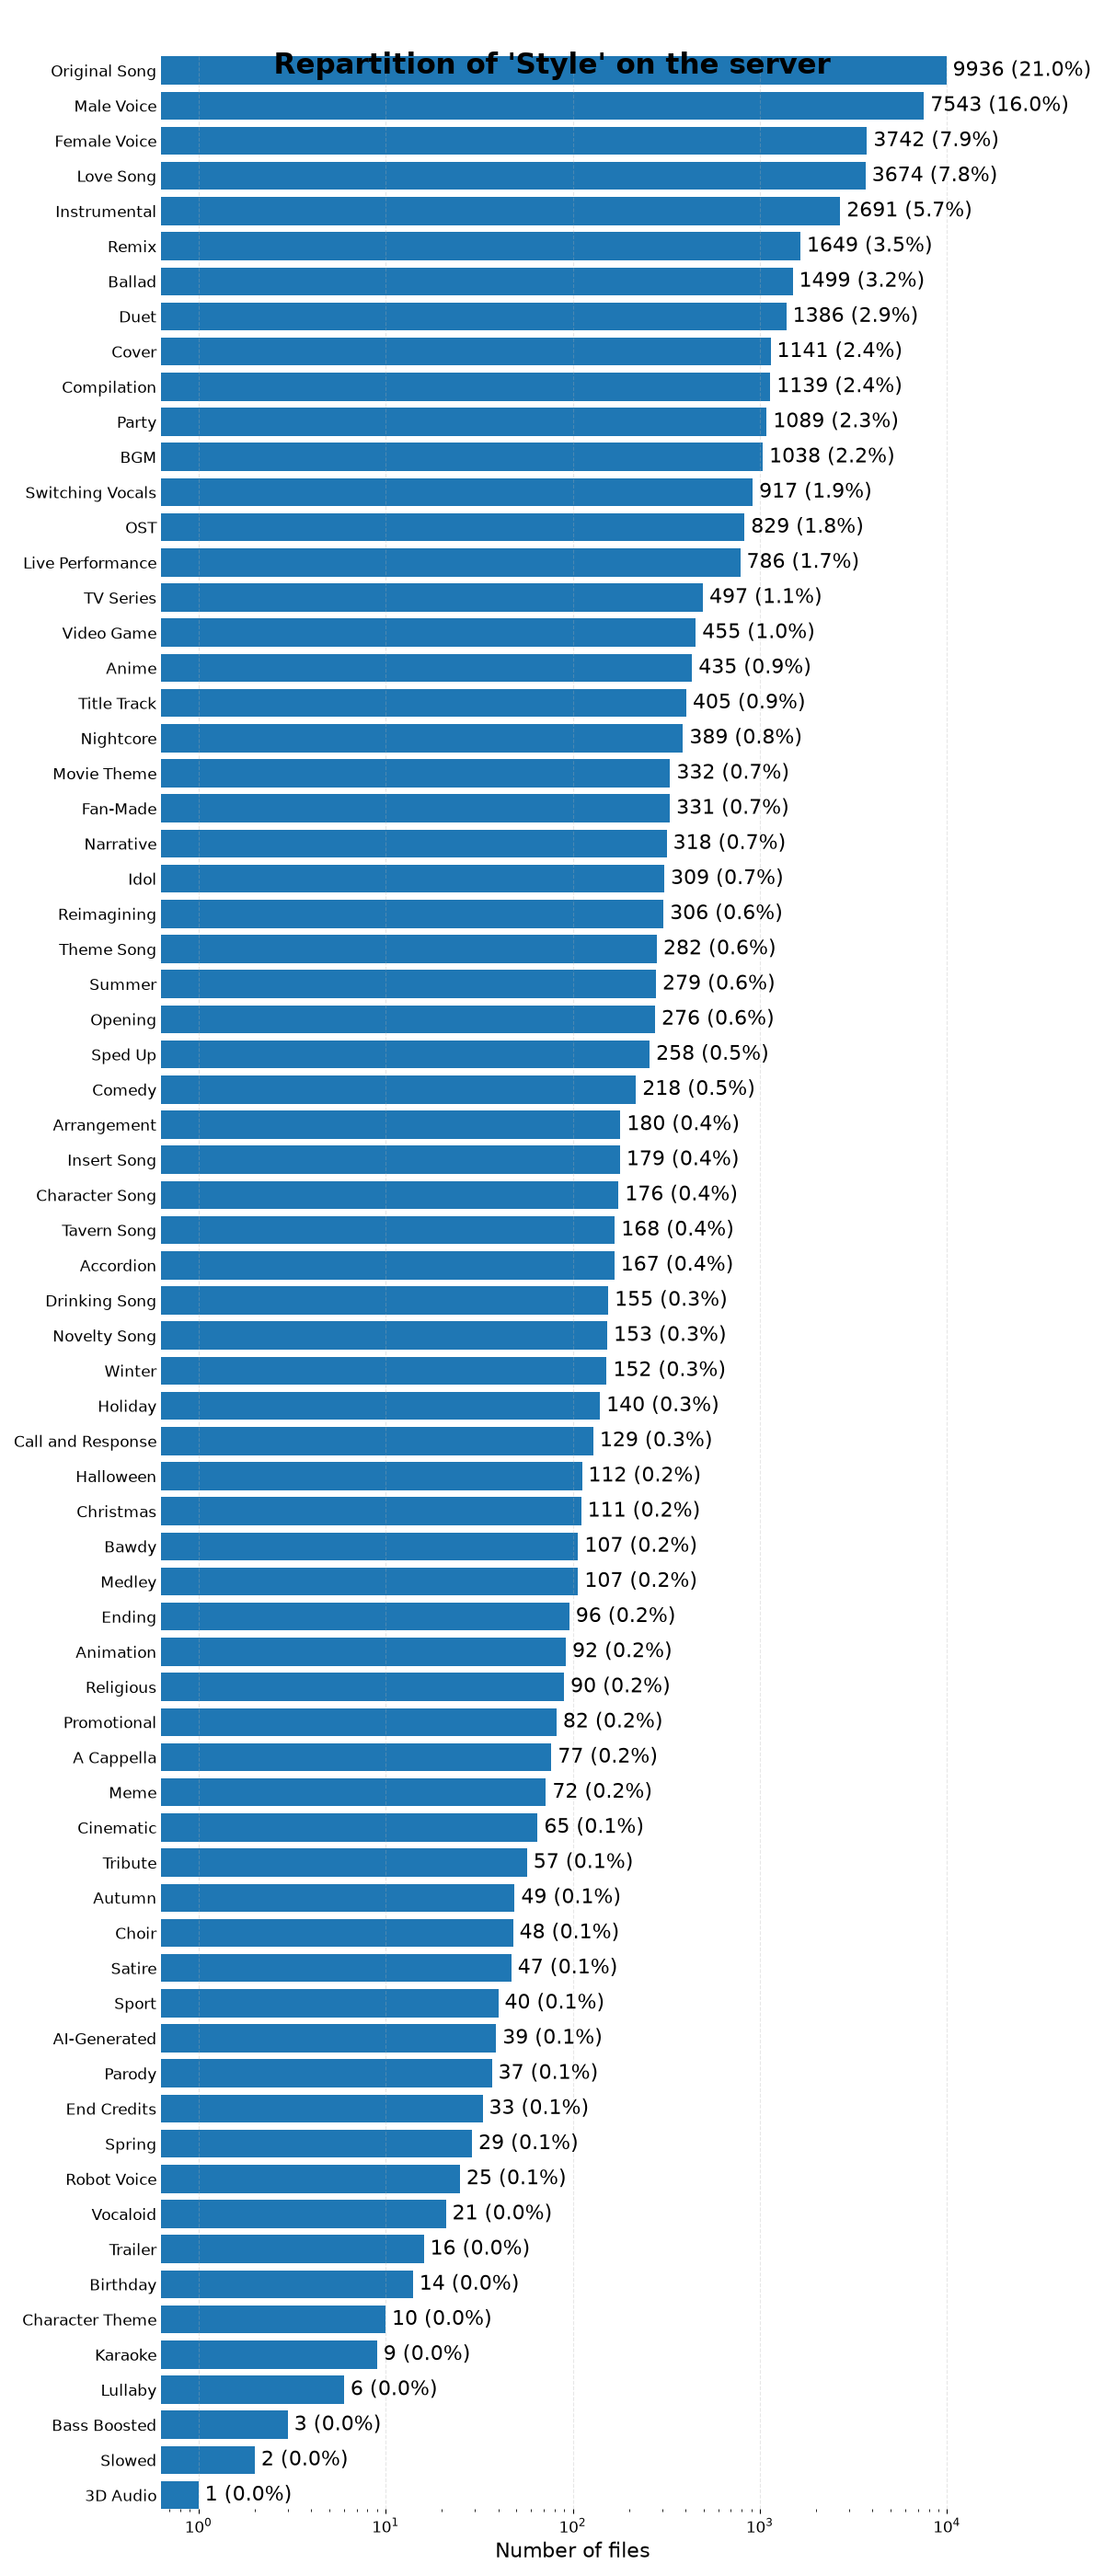 Repartition of 'Style' on the server
Original Song 9936 (21.0%)
Male Voice 7543 (16.0%)
Female Voice 3742 (7.9%)
Love Song 3674 (7.8%)
Instrumental 2691 (5.7%)
Remix 1649 (3.5%)
Ballad 1499 (3.2%)
Duet 1386 (2.9%)
Cover 1141 (2.4%)
Compilation 1139 (2.4%)
Party 1089 (2.3%)
BGM 1038 (2.2%)
Switching Vocals 917 (1.9%)
OST 829 (1.8%)
Live Performance 786 (1.7%)
TV Series 497 (1.1%)
Video Game 455 (1.0%)
Anime 435 (0.9%)
Title Track 405 (0.9%)
Nightcore 389 (0.8%)
Movie Theme 332 (0.7%)
Fan-Made 331 (0.7%)
Narrative 318 (0.7%)
Idol 309 (0.7%)
Reimagining 306 (0.6%)
Theme Song 282 (0.6%)
Summer 279 (0.6%)
Opening 276 (0.6%)
Sped Up 258 (0.5%)
Comedy 218 (0.5%)
Arrangement 180 (0.4%)
Insert Song 179 (0.4%)
Character Song 176 (0.4%)
Tavern Song 168 (0.4%)
Accordion 167 (0.4%)
Drinking Song 155 (0.3%)
Novelty Song 153 (0.3%)
Winter 152 (0.3%)
Holiday 140 (0.3%)
Call and Response 129 (0.3%)
Halloween 112 (0.2%)
Christmas 111 (0.2%)
Bawdy 107 (0.2%)
Medley 107 (0.2%)
Ending 96 (0.2%)
Animation 92 (0.2%)
Religious 90 (0.2%)
Promotional 82 (0.2%)
A Cappella 77 (0.2%)
Meme 72 (0.2%)
Cinematic 65 (0.1%)
Tribute 57 (0.1%)
Autumn 49 (0.1%)
Choir 48 (0.1%)
Satire 47 (0.1%)
Sport 40 (0.1%)
AI-Generated 39 (0.1%)
Parody 37 (0.1%)
End Credits 33 (0.1%)
Spring 29 (0.1%)
Robot Voice 25 (0.1%)
Vocaloid 21 (0.0%)
Trailer 16 (0.0%)
Birthday 14 (0.0%)
Character Theme 10 (0.0%)
Karaoke 9 (0.0%)
Lullaby 6 (0.0%)
Bass Boosted 3 (0.0%)
Slowed 2 (0.0%)
3D Audio 1 (0.0%)
10⁰ 10¹ 10² 10³ 10⁴
Number of files